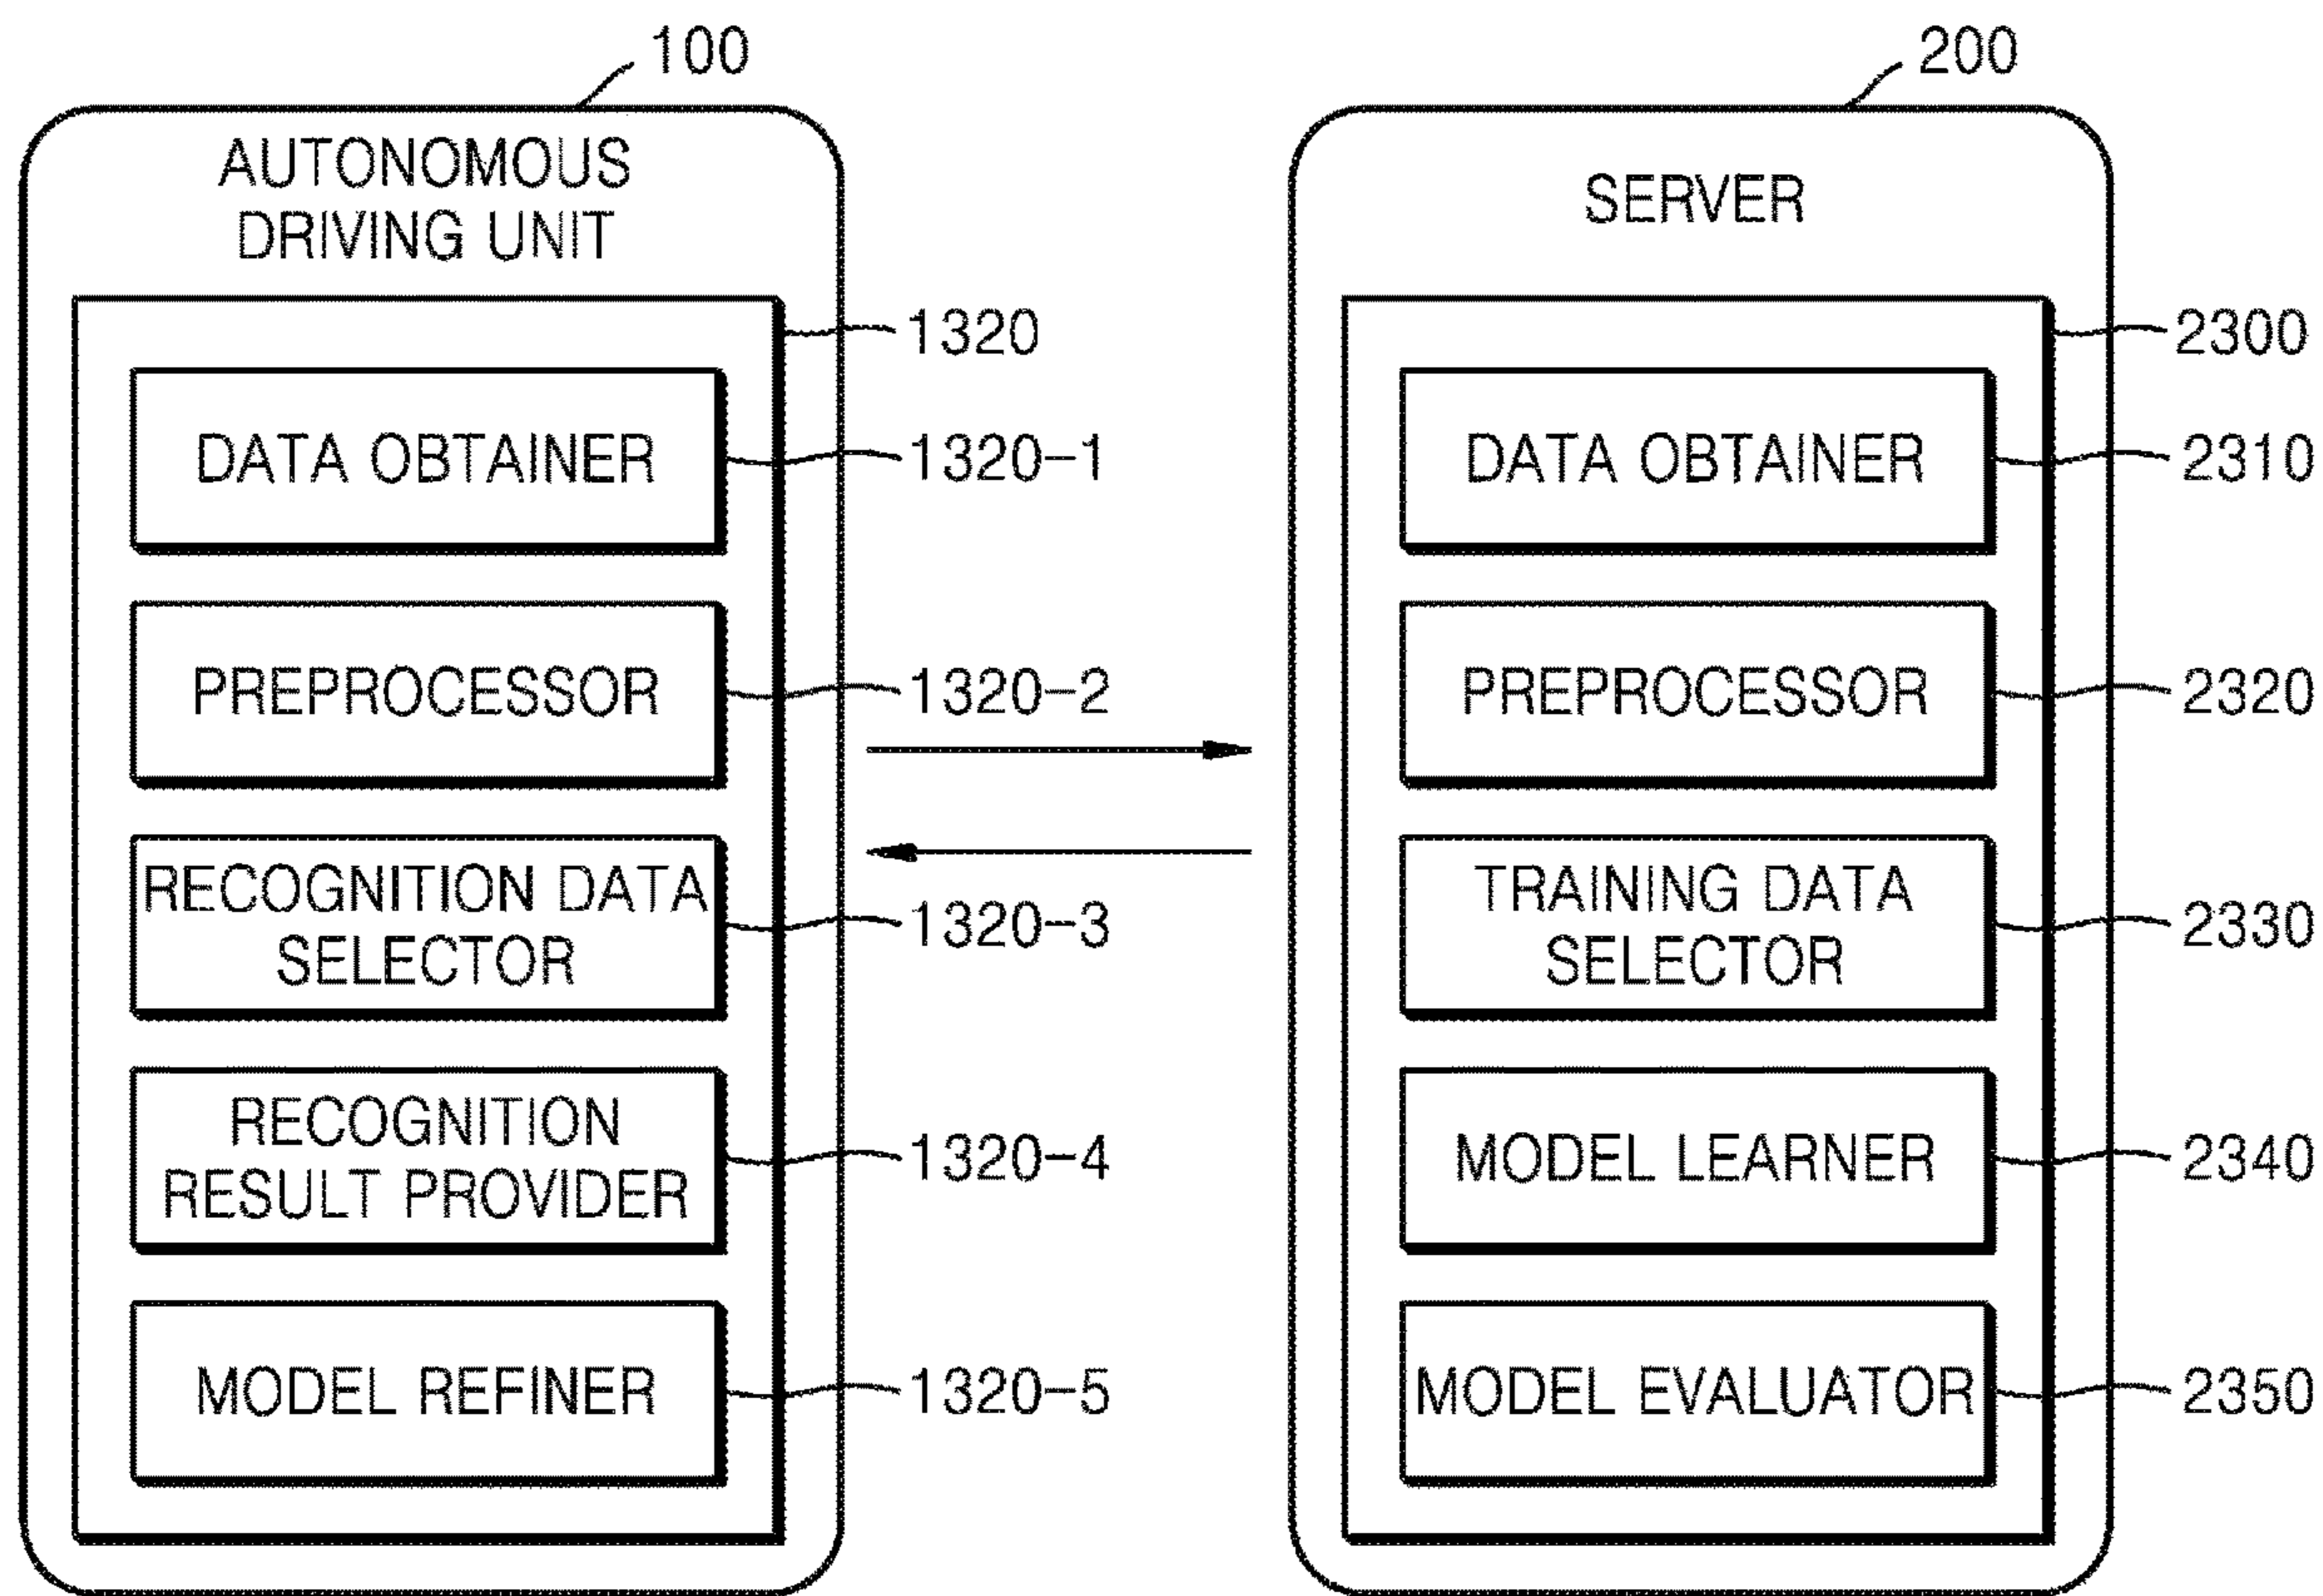 100
AUTONOMOUS
DRIVING UNIT
1320
DATA OBTAINER
1320-1
PREPROCESSOR
1320-2
RECOGNITION DATA
SELECTOR
1320-3
RECOGNITION
RESULT PROVIDER
1320-4
MODEL REFINER
1320-5
200
SERVER
2300
DATA OBTAINER
2310
PREPROCESSOR
2320
TRAINING DATA
SELECTOR
2330
MODEL LEARNER
2340
MODEL EVALUATOR
2350